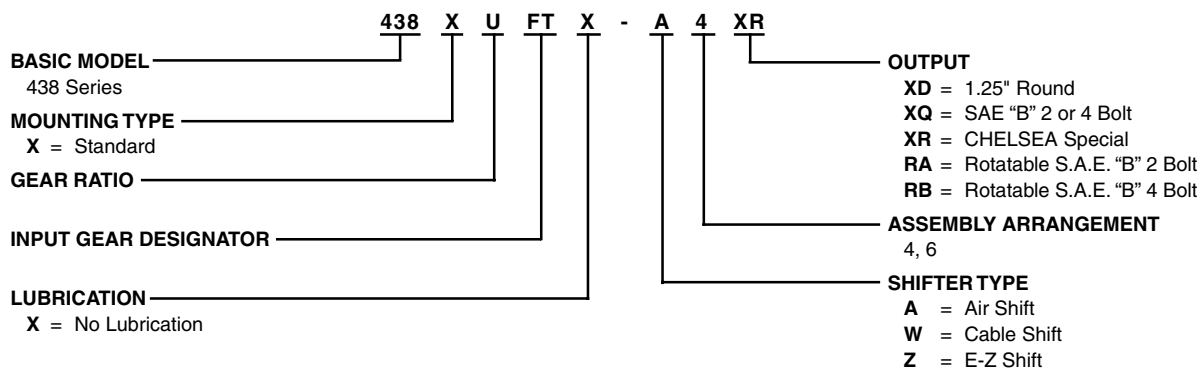 438 X U FT X - A 4 XR
BASIC MODEL
438 Series
MOUNTING TYPE
X = Standard
GEAR RATIO
INPUT GEAR DESIGNATOR
LUBRICATION
X = No Lubrication
OUTPUT
XD = 1.25" Round
XQ = SAE “B” 2 or 4 Bolt
XR = CHELSEA Special
RA = Rotatable S.A.E. “B” 2 Bolt
RB = Rotatable S.A.E. “B” 4 Bolt
ASSEMBLY ARRANGEMENT
4, 6
SHIFTER TYPE
A = Air Shift
W = Cable Shift
Z = E-Z Shift